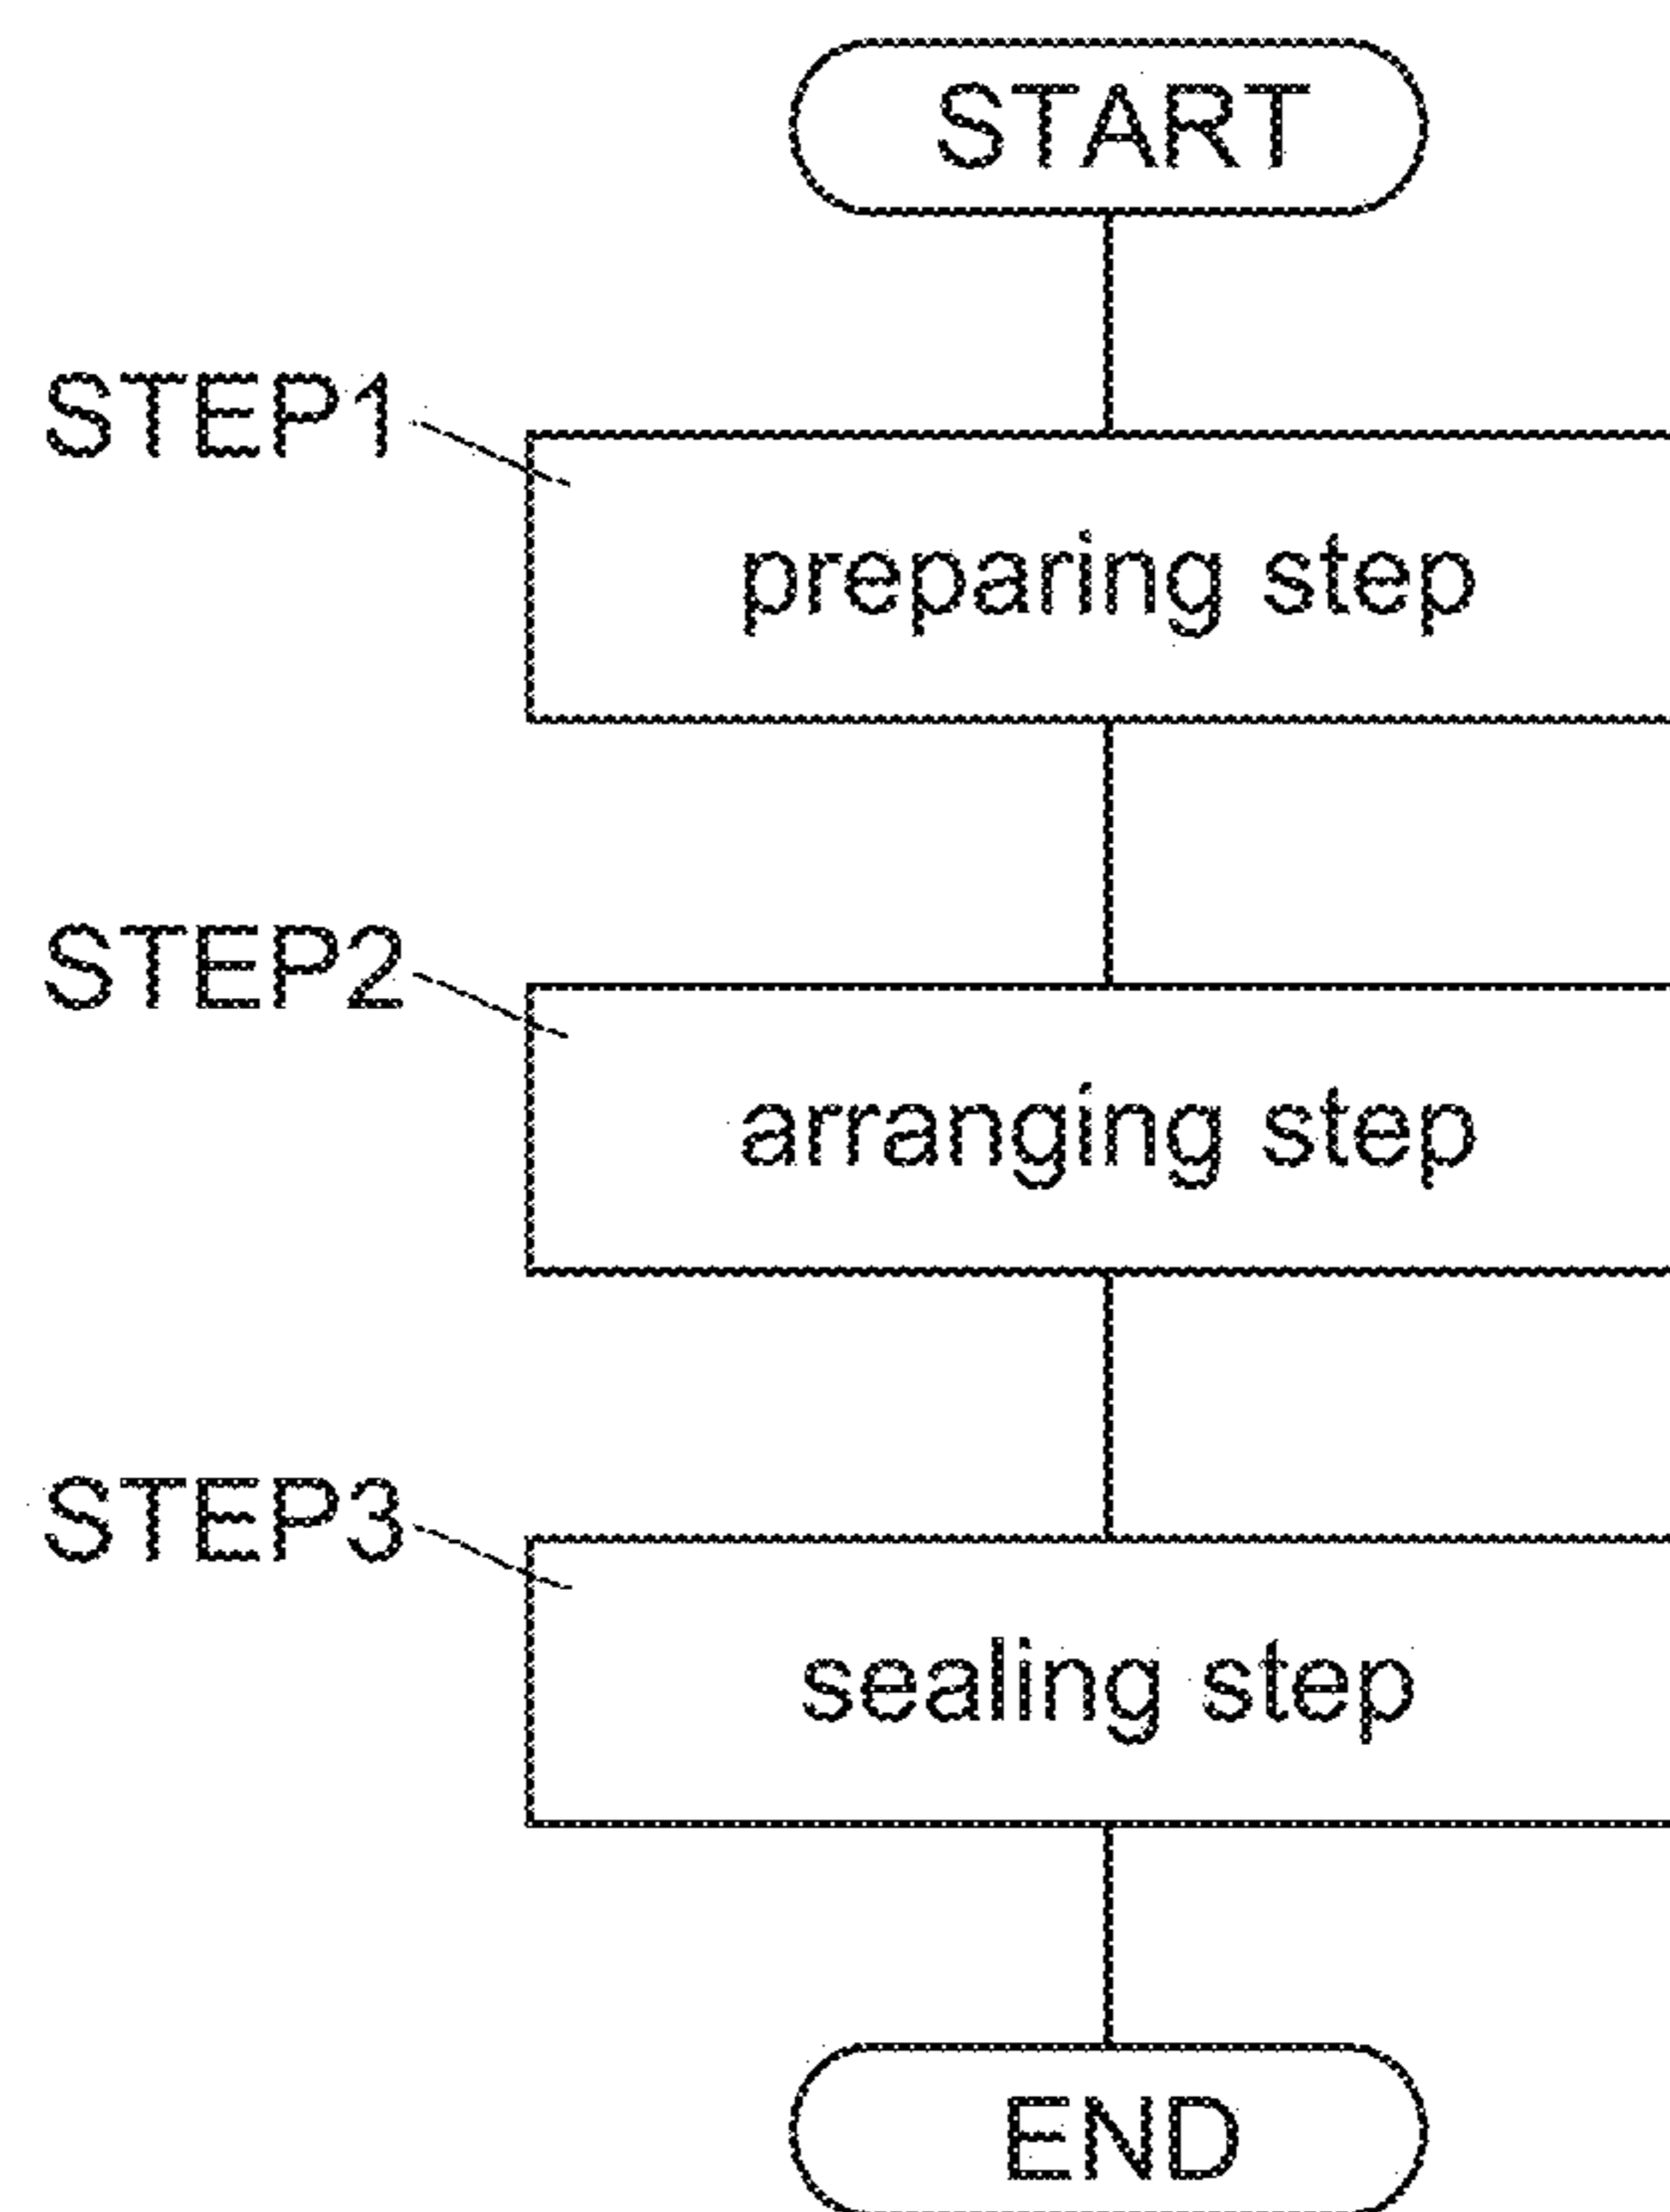 START
STEP1
preparing step
STEP2
arranging step
STEP3
sealing step
END